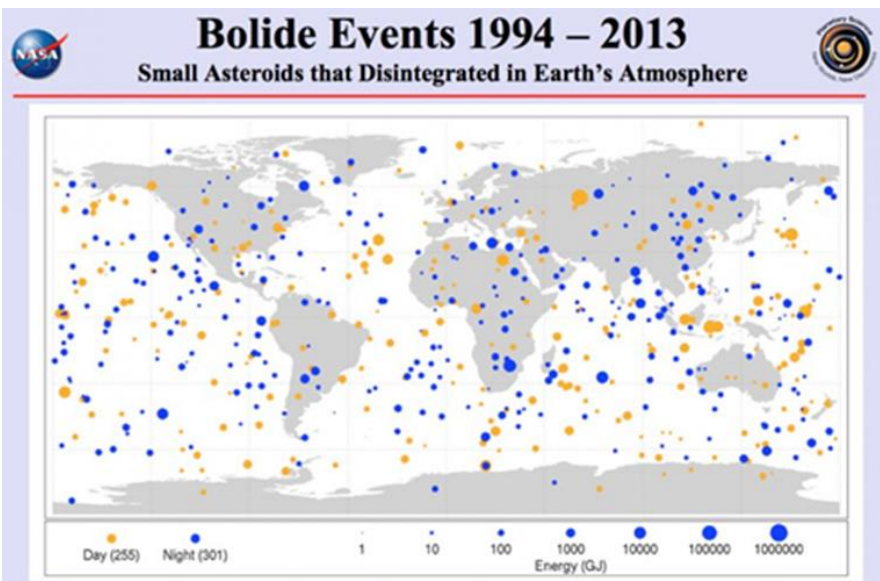 NASA
Bolide Events 1994 – 2013
Small Asteroids that Disintegrated in Earth's Atmosphere
Day (255)
Night (301)
1
10
100
1000
10000
100000
1000000
Energy (GJ)